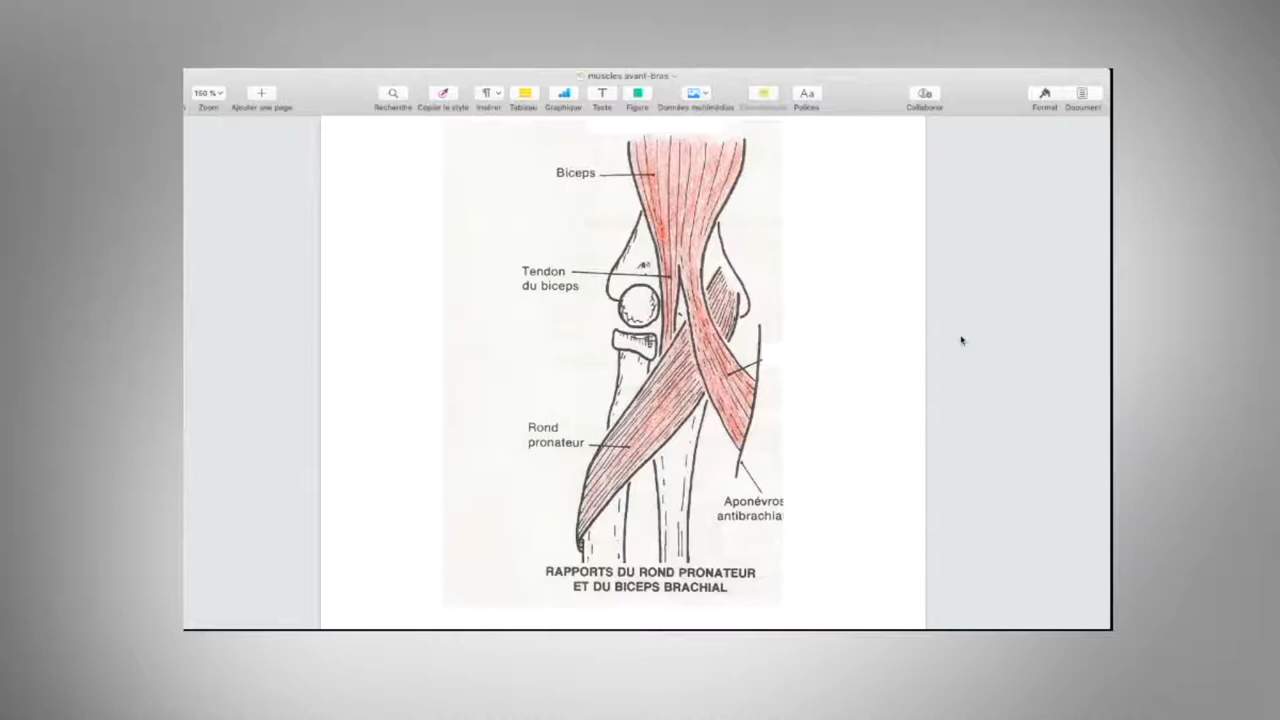 muscles avant-bras
150 %
Zoom
Ajouter une page
Recherche
Copier le style
Insérer
Tableau
Graphique
Texte
Figure
Données multimédias
Polices
Collaborer
Format
Document
Biceps
Tendon
du biceps
Rond
pronateur
Aponévros
antibrachia
RAPPORTS DU ROND PRONATEUR
ET DU BICEPS BRACHIAL